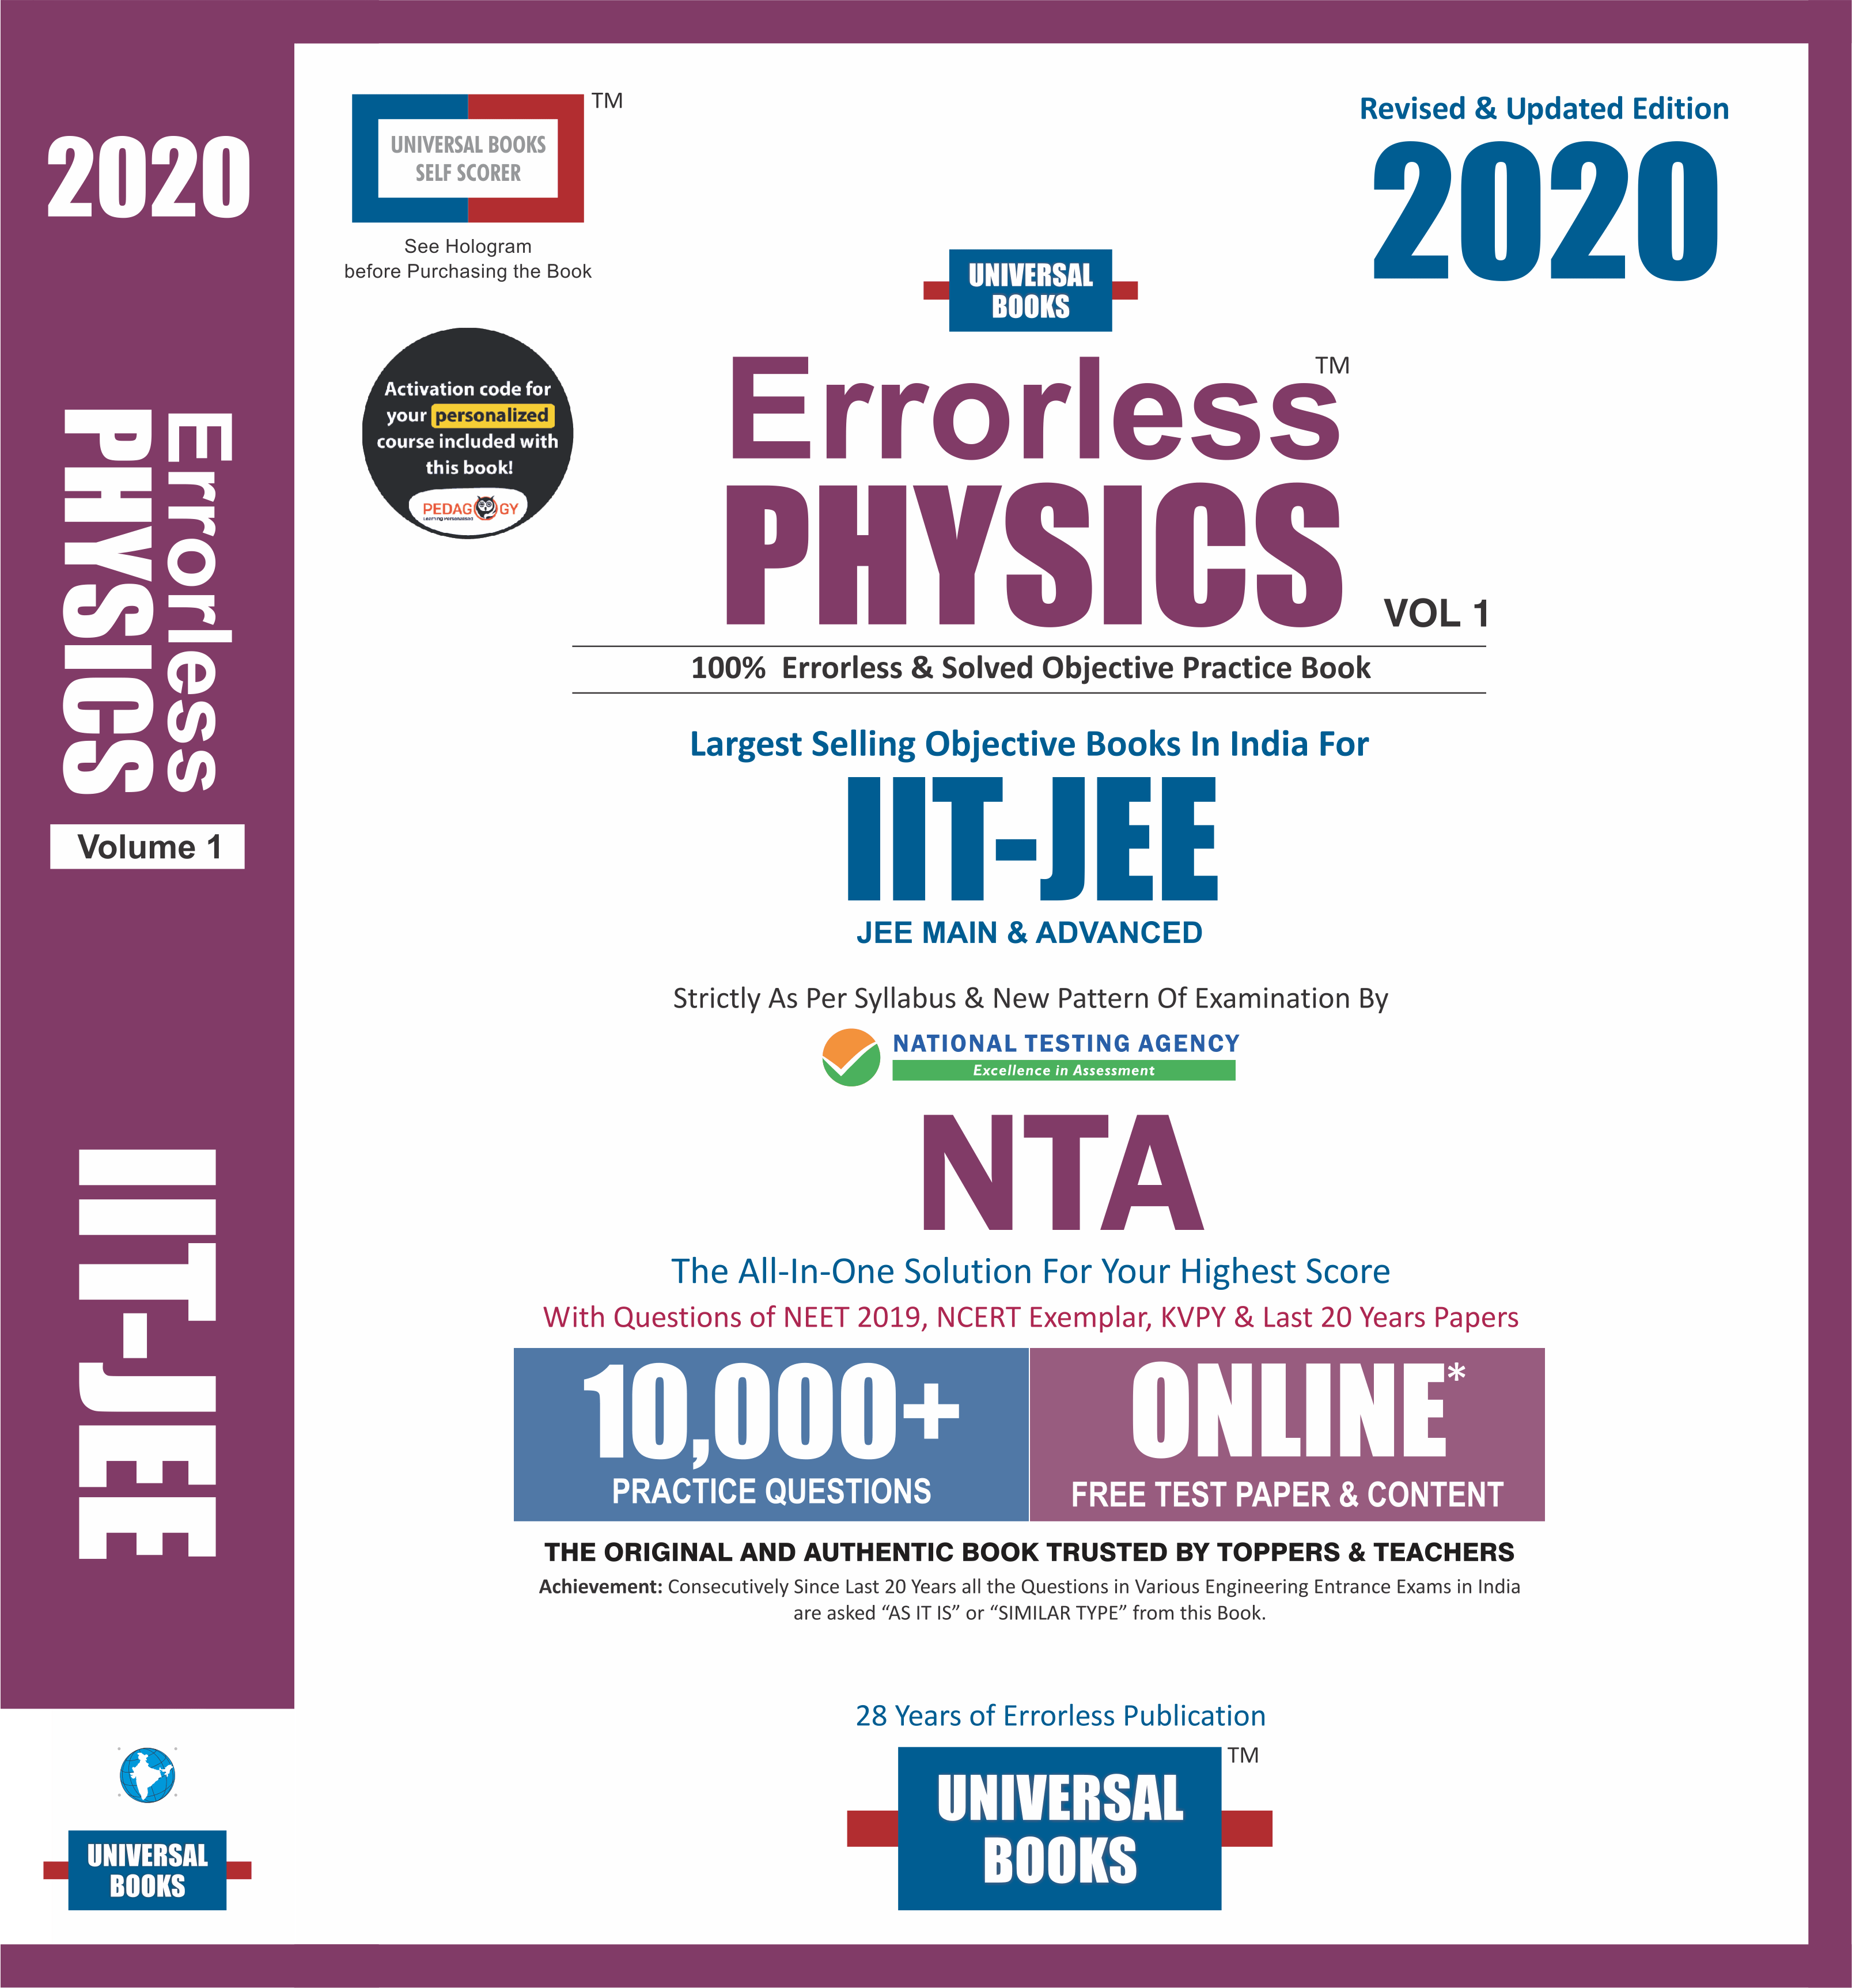 2020
Errorless
PHYSICS
Volume 1
IIT-JEE
UNIVERSAL
BOOKS
UNIVERSAL BOOKS
SELF SCORER
TM
See Hologram
before Purchasing the Book
Revised & Updated Edition
2020
UNIVERSAL
BOOKS
Activation code for
your personalized
course included with
this book!
PEDAGOGY
Learning Personalised
Errorless TM
PHYSICS VOL 1
100% Errorless & Solved Objective Practice Book
Largest Selling Objective Books In India For
IIT-JEE
JEE MAIN & ADVANCED
Strictly As Per Syllabus & New Pattern Of Examination By
NATIONAL TESTING AGENCY
Excellence in Assessment
NTA
The All-In-One Solution For Your Highest Score
With Questions of NEET 2019, NCERT Exemplar, KVPY & Last 20 Years Papers
10,000+
PRACTICE QUESTIONS
ONLINE*
FREE TEST PAPER & CONTENT
THE ORIGINAL AND AUTHENTIC BOOK TRUSTED BY TOPPERS & TEACHERS
Achievement: Consecutively Since Last 20 Years all the Questions in Various Engineering Entrance Exams in India
are asked “AS IT IS” or “SIMILAR TYPE” from this Book.
28 Years of Errorless Publication
UNIVERSAL
BOOKS
TM